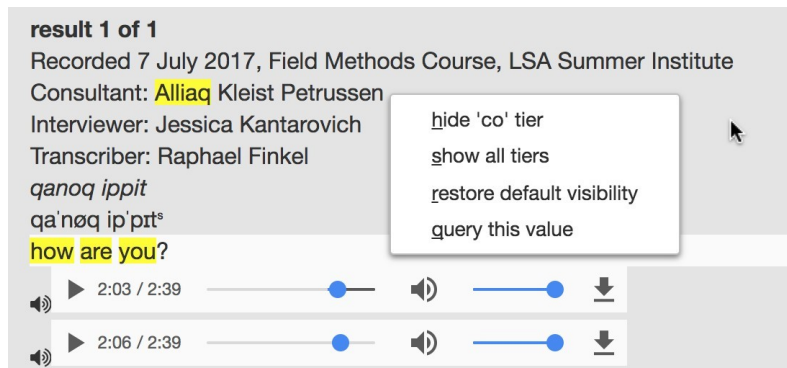 result 1 of 1
Recorded 7 July 2017, Field Methods Course, LSA Summer Institute
Consultant: Alliaq Kleist Petrussen
Interviewer: Jessica Kantarovich
Transcriber: Raphael Finkel
qanoq ippit
qaˈnøq ipˈpɪtˢ
how are you?
hide 'co' tier
show all tiers
restore default visibility
query this value
2:03 / 2:39
2:06 / 2:39